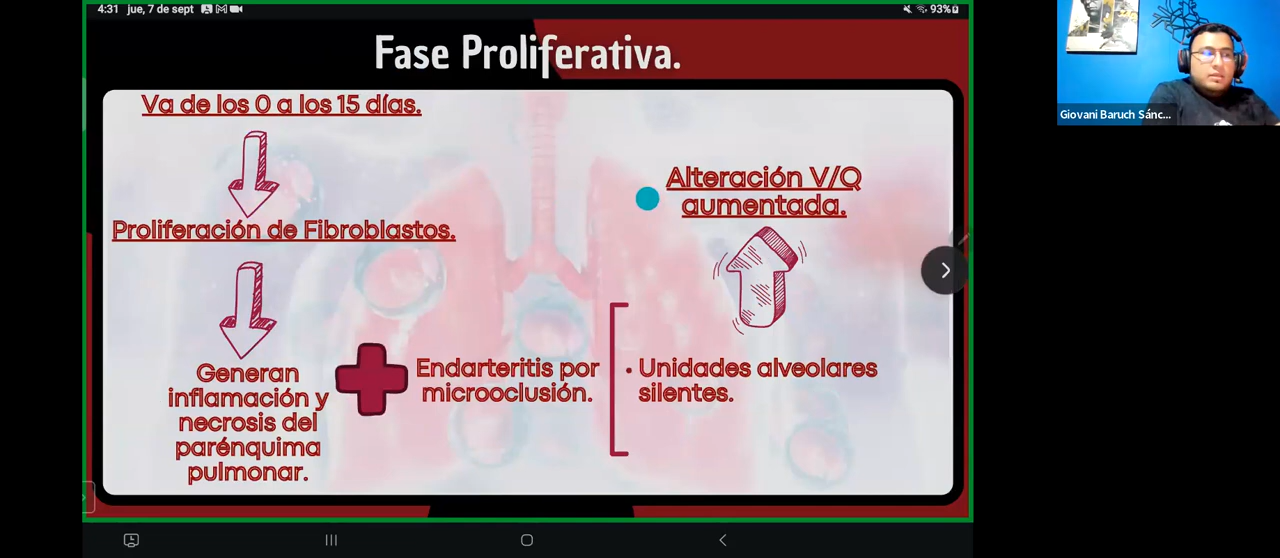 4:31 jue, 7 de sept
93%
Fase Proliferativa.
Va de los 0 a los 15 días.
Proliferación de Fibroblastos.
Generan
inflamación y
necrosis del
parénquima
pulmonar.
Endarteritis por
microoclusión.
Alteración V/Q
aumentada.
• Unidades alveolares
silentes.
Giovani Baruch Sánc...